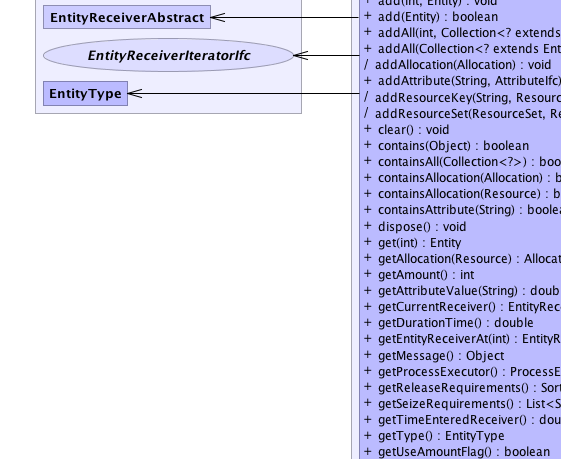 EntityReceiverAbstract
EntityReceiverIteratorIfc
EntityType
+ add(int, Entity) : void
+ add(Entity) : boolean
+ addAll(int, Collection<? extends
+ addAll(Collection<? extends Ent
/ addAllocation(Allocation) : void
+ addAttribute(String, AttributeIfc)
/ addResourceKey(String, Resourc
/ addResourceSet(ResourceSet, Re
+ clear() : void
+ contains(Object) : boolean
+ containsAll(Collection<?>) : boo
+ containsAllocation(Allocation) : b
+ containsAllocation(Resource) : b
+ containsAttribute(String) : boolea
+ dispose() : void
+ get(int) : Entity
+ getAllocation(Resource) : Allocat
+ getAmount() : int
+ getAttributeValue(String) : doub
+ getCurrentReceiver() : EntityRec
+ getDurationTime() : double
+ getEntityReceiverAt(int) : EntityR
+ getMessage() : Object
+ getProcessExecutor() : ProcessE
+ getReleaseRequirements() : Sort
+ getSeizeRequirements() : List<S
+ getTimeEnteredReceiver() : dou
+ getType() : EntityType
+ getUseAmountFlag() : boolean